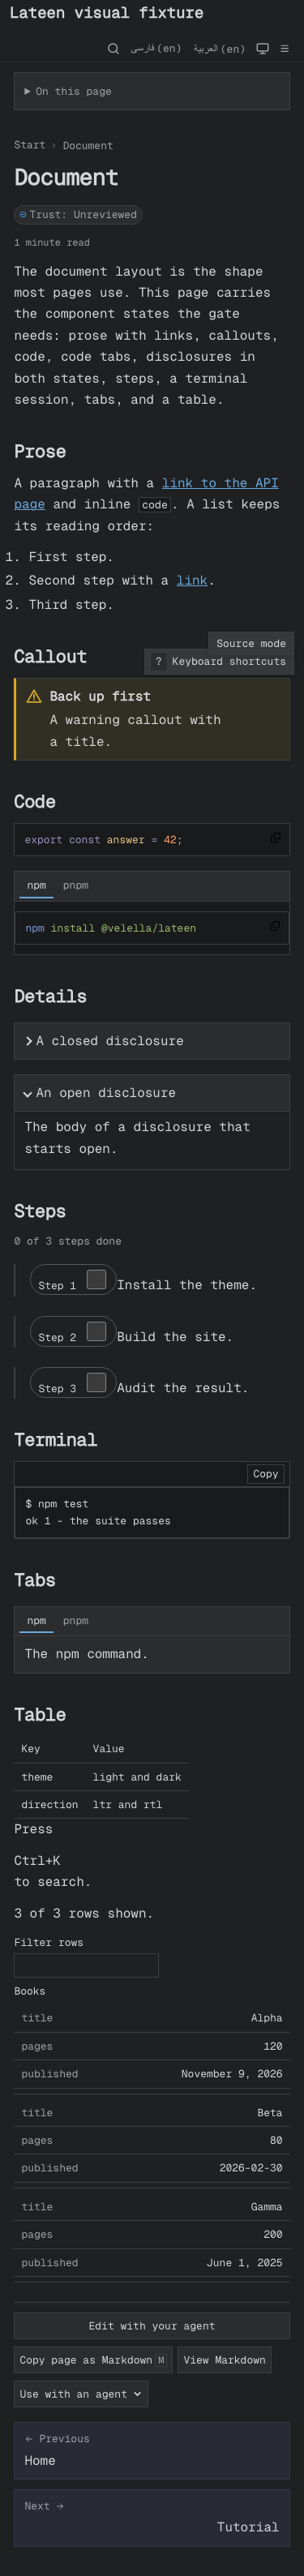 Lateen visual fixture
فارسی (en) العربية (en)
On this page
Start › Document
Document
Trust: Unreviewed
1 minute read
The document layout is the shape
most pages use. This page carries
the component states the gate
needs: prose with links, callouts,
code, code tabs, disclosures in
both states, steps, a terminal
session, tabs, and a table.
Prose
A paragraph with a link to the API
page and inline code. A list keeps
its reading order:
1. First step.
2. Second step with a link.
3. Third step.
Source mode
Callout
? Keyboard shortcuts
Back up first
A warning callout with
a title.
Code
export const answer = 42;
npm pnpm
npm install @velella/lateen
Details
A closed disclosure
An open disclosure
The body of a disclosure that
starts open.
Steps
0 of 3 steps done
Step 1 Install the theme.
Step 2 Build the site.
Step 3 Audit the result.
Terminal
Copy
$ npm test
ok 1 - the suite passes
Tabs
npm pnpm
The npm command.
Table
Key Value
theme light and dark
direction ltr and rtl
Press
Ctrl+K
to search.
3 of 3 rows shown.
Filter rows
Books
title Alpha
pages 120
published November 9, 2026
title Beta
pages 80
published 2026-02-30
title Gamma
pages 200
published June 1, 2025
Edit with your agent
Copy page as Markdown M View Markdown
Use with an agent
← Previous
Home
Next →
Tutorial